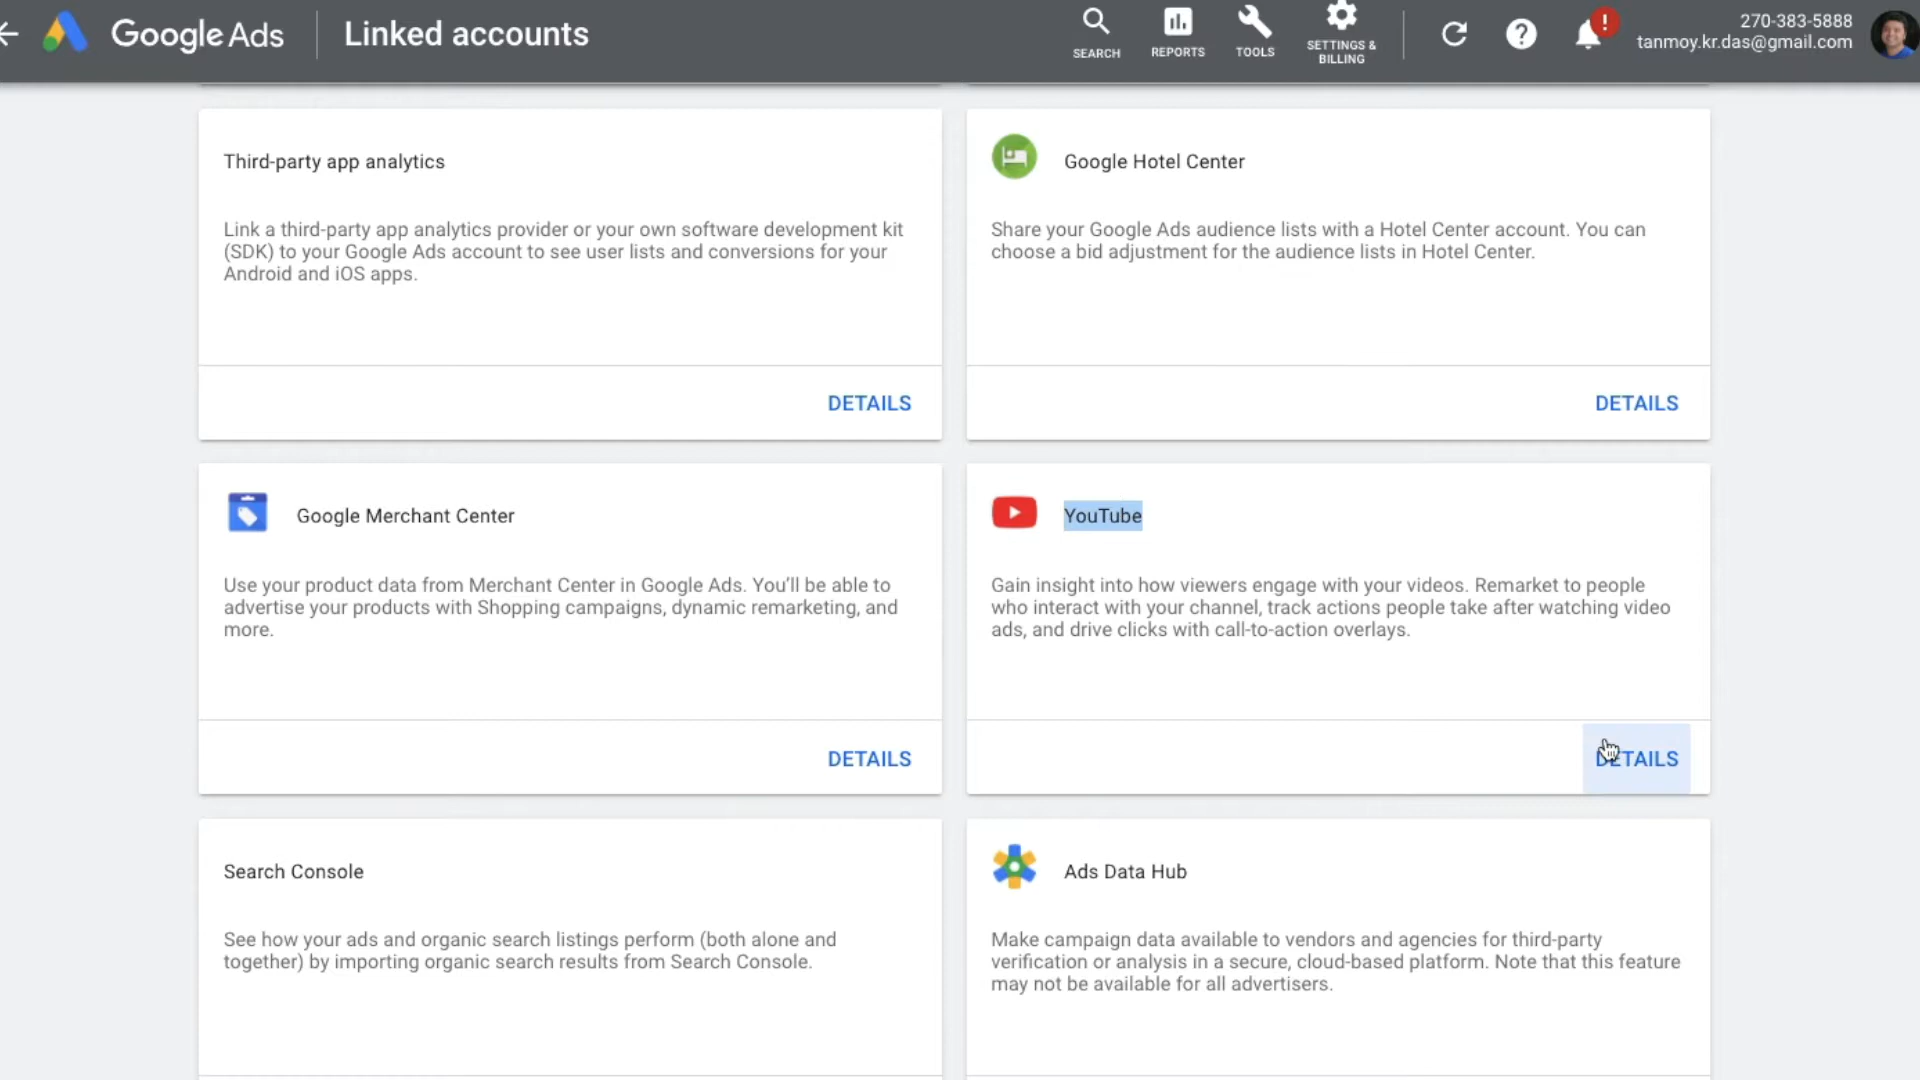 Google Ads
Linked accounts
SEARCH
REPORTS
TOOLS
SETTINGS &
BILLING
!
270-383-5888
tanmoy.kr.das@gmail.com
Third-party app analytics
Link a third-party app analytics provider or your own software development kit
(SDK) to your Google Ads account to see user lists and conversions for your
Android and iOS apps.
DETAILS
Google Hotel Center
Share your Google Ads audience lists with a Hotel Center account. You can
choose a bid adjustment for the audience lists in Hotel Center.
DETAILS
Google Merchant Center
Use your product data from Merchant Center in Google Ads. You’ll be able to
advertise your products with Shopping campaigns, dynamic remarketing, and
more.
DETAILS
YouTube
Gain insight into how viewers engage with your videos. Remarket to people
who interact with your channel, track actions people take after watching video
ads, and drive clicks with call-to-action overlays.
DETAILS
Search Console
See how your ads and organic search listings perform (both alone and
together) by importing organic search results from Search Console.
Ads Data Hub
Make campaign data available to vendors and agencies for third-party
verification or analysis in a secure, cloud-based platform. Note that this feature
may not be available for all advertisers.